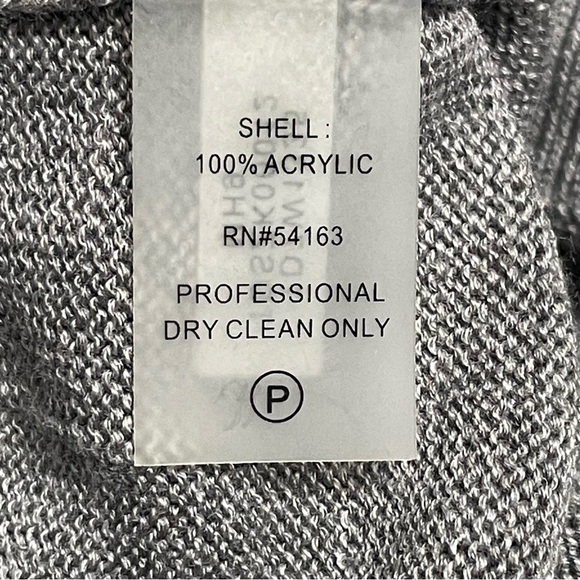 SHELL :
100% ACRYLIC
RN#54163
PROFESSIONAL
DRY CLEAN ONLY
P